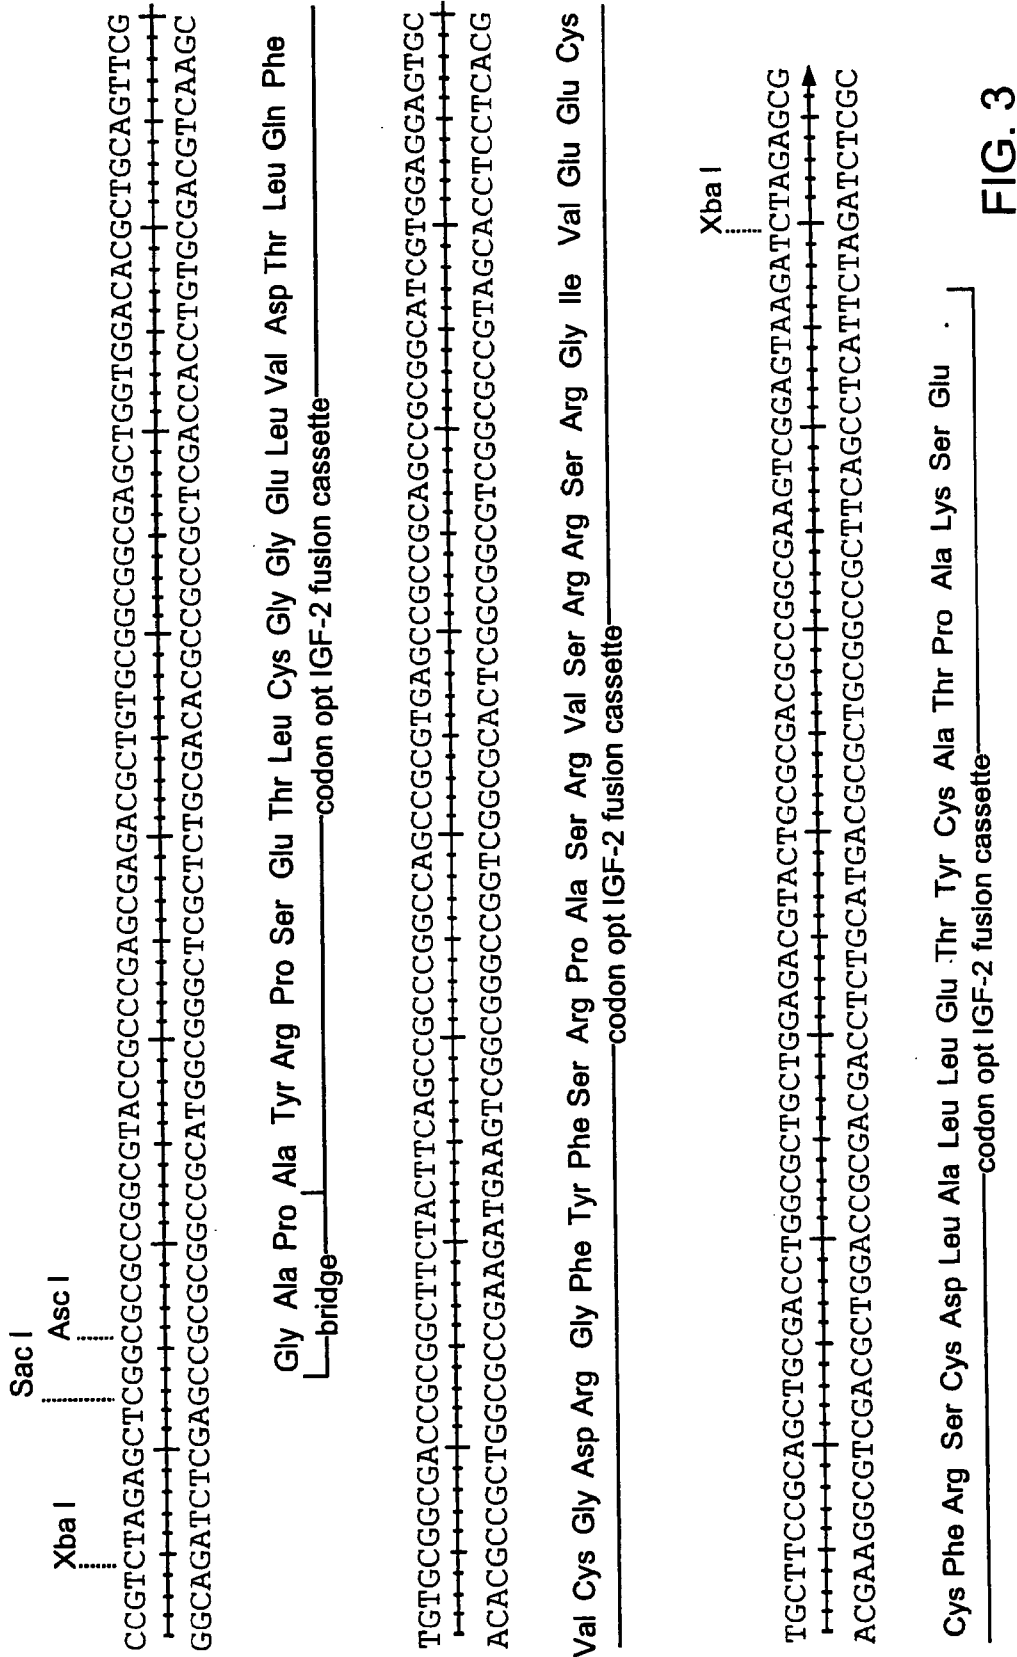 Sac I
Xba I Asc I
CCGTCTAGAGCTCGGCGCGCCGGCGTACCGCCCGAGCGAGACGCTGTGCGGCGGCGAGCTGGTGGACACGCTGCAGTTCG
GGCAGATCTCGAGCCGCGCGGCCGCATGGCGGGCTCGCTCTGCGACACGCCGCCGCTCGACCACCTGTGCGACGTCAAGC
Gly Ala Pro Ala Tyr Arg Pro Ser Glu Thr Leu Cys Gly Gly Glu Leu Val Asp Thr Leu Gln Phe
bridge codon opt IGF-2 fusion cassette
TGTGCGGCGACCGCGGCTTCTACTTCAGCCGCCCGGCCAGCCGCGTGAGCCGCCGCAGCCGCGGCATCGTGGAGGAGTGC
ACACGCCGCTGGCGCCGAAGATGAAGTCGGCGGGCCGGTCGGCGCACTCGGCGGCGTCGGCGCCGTAGCACCTCCTCACG
Val Cys Gly Asp Arg Gly Phe Tyr Phe Ser Arg Pro Ala Ser Arg Val Ser Arg Arg Ser Arg Gly Ile Val Glu Glu Cys
codon opt IGF-2 fusion cassette
Xba I
TGCTTCCGCAGCTGCGACCTGGCGCTGCTGGAGACGTACTGCGCGACGCCGGCGAAGTCGGAGTAAGATCTAGAGCG
ACGAAGGCGTCGACGCTGGACCGCGACGACCTCTGCATGACGCGCTGCGGCCGCTTCAGCCTCATTCTAGATCTCGC
Cys Phe Arg Ser Cys Asp Leu Ala Leu Leu Glu Thr Tyr Cys Ala Thr Pro Ala Lys Ser Glu .
codon opt IGF-2 fusion cassette
FIG. 3